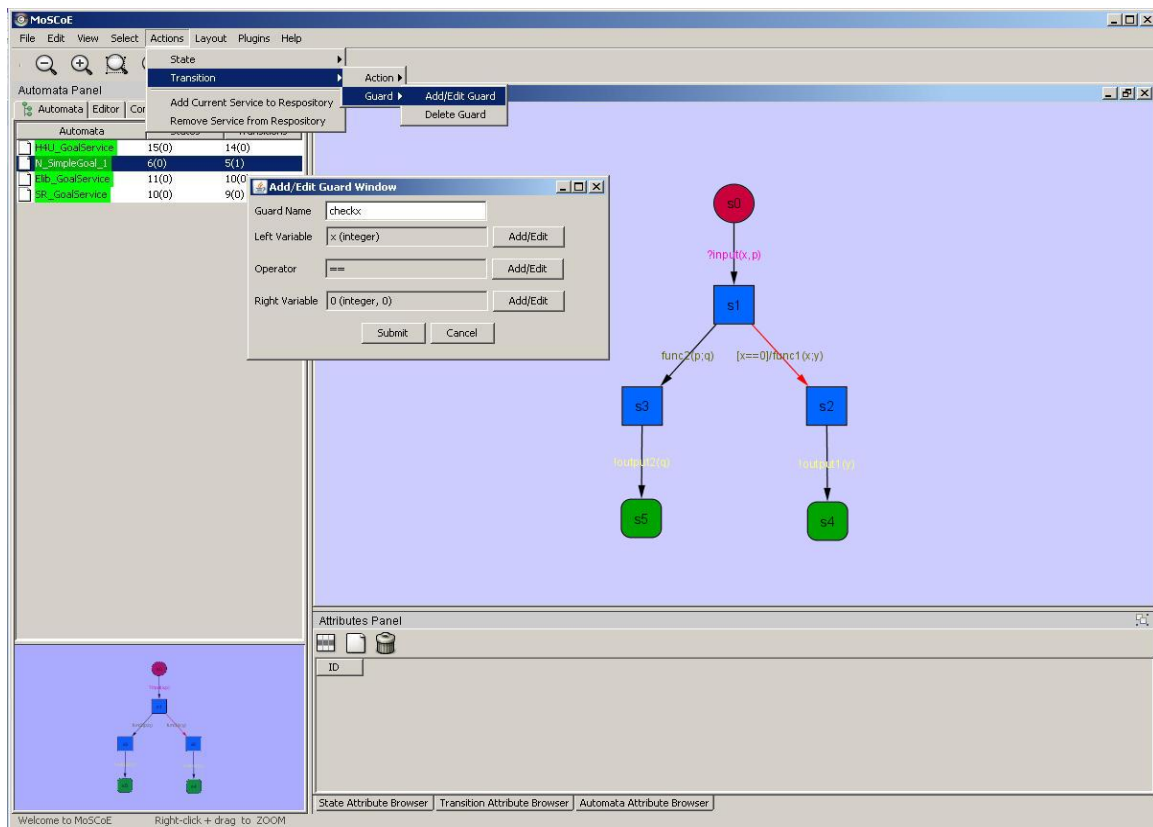 MoSCoE
File Edit View Select Actions Layout Plugins Help
State
Transition
Add Current Service to Respository
Remove Service from Respository
Action
Guard
Add/Edit Guard
Delete Guard
Automata Panel
Automata Editor
Automata
H4U_GoalService 15(0) 14(0)
N_SimpleGoal_1 6(0) 5(1)
Elib_GoalService 11(0) 10(0)
SR_GoalService 10(0) 9(0)
Add/Edit Guard Window
Guard Name checkx
Left Variable x (integer) Add/Edit
Operator == Add/Edit
Right Variable 0 (integer, 0) Add/Edit
Submit Cancel
s0
?input(x,p)
s1
func2(p;q) [x==0]/func1(x;y)
s3 s2
!output2(q) !output1(y)
s5 s4
Attributes Panel
ID
State Attribute Browser Transition Attribute Browser Automata Attribute Browser
Welcome to MoSCoE Right-click + drag to ZOOM